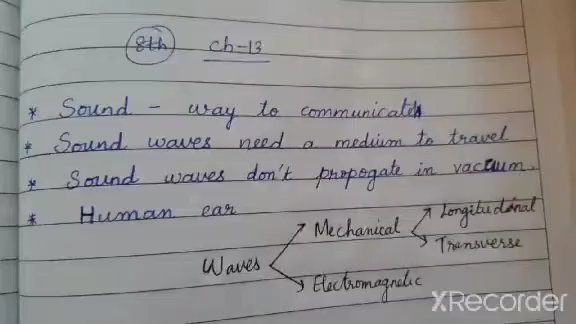 8th ch-13
* Sound - way to communicate
* Sound waves need a medium to travel
* Sound waves don't propogate in vacuum.
* Human ear
Waves
Mechanical
Longitudinal
Transverse
Electromagnetic
XRecorder